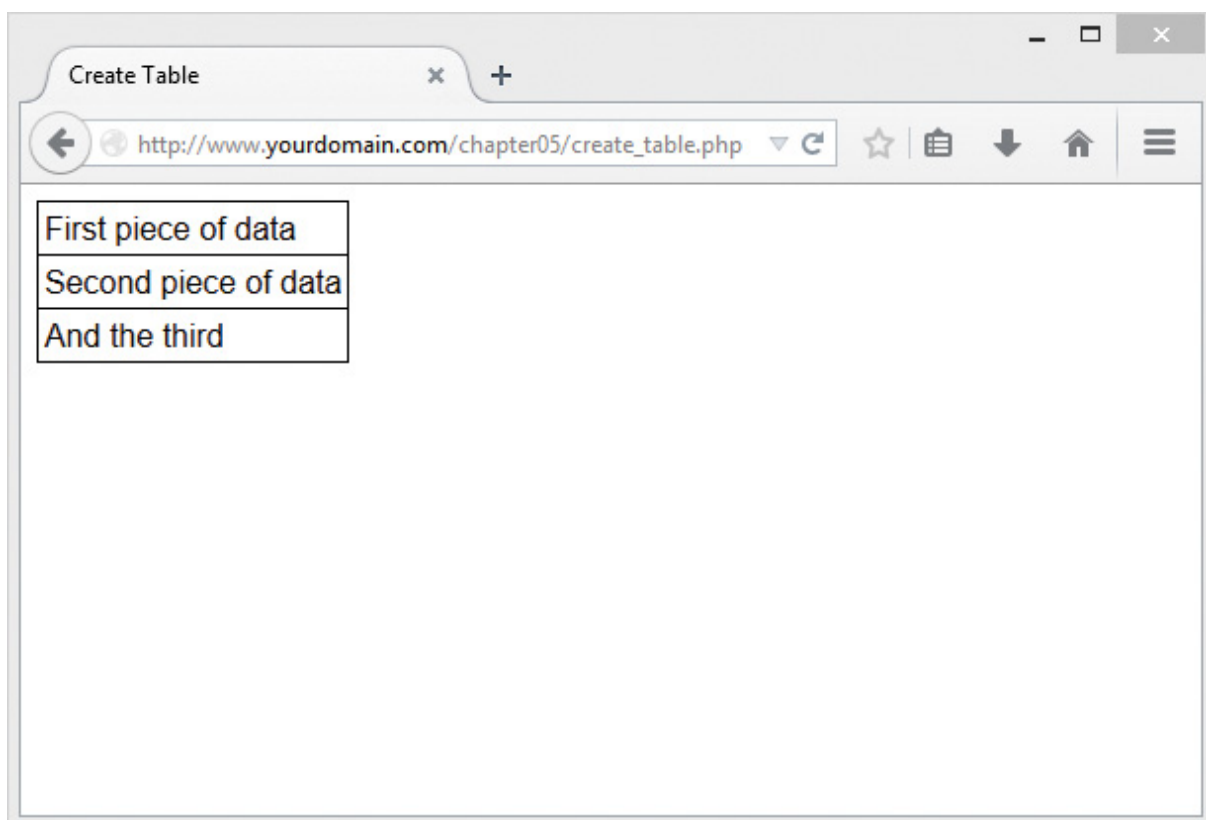 Create Table
http://www.yourdomain.com/chapter05/create_table.php
First piece of data
Second piece of data
And the third